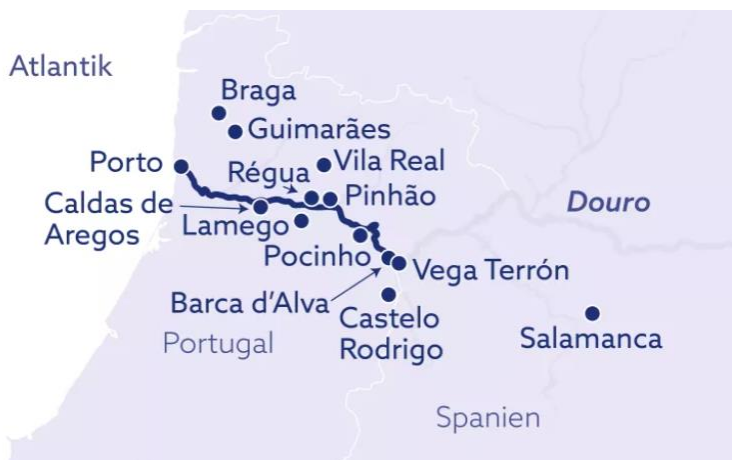 Atlantik
Braga
Guimarães
Porto
Régua
Vila Real
Pinhão
Caldas de
Aregos
Lamego
Douro
Pocinho
Vega Terrón
Barca d’Alva
Castelo
Rodrigo
Portugal
Salamanca
Spanien